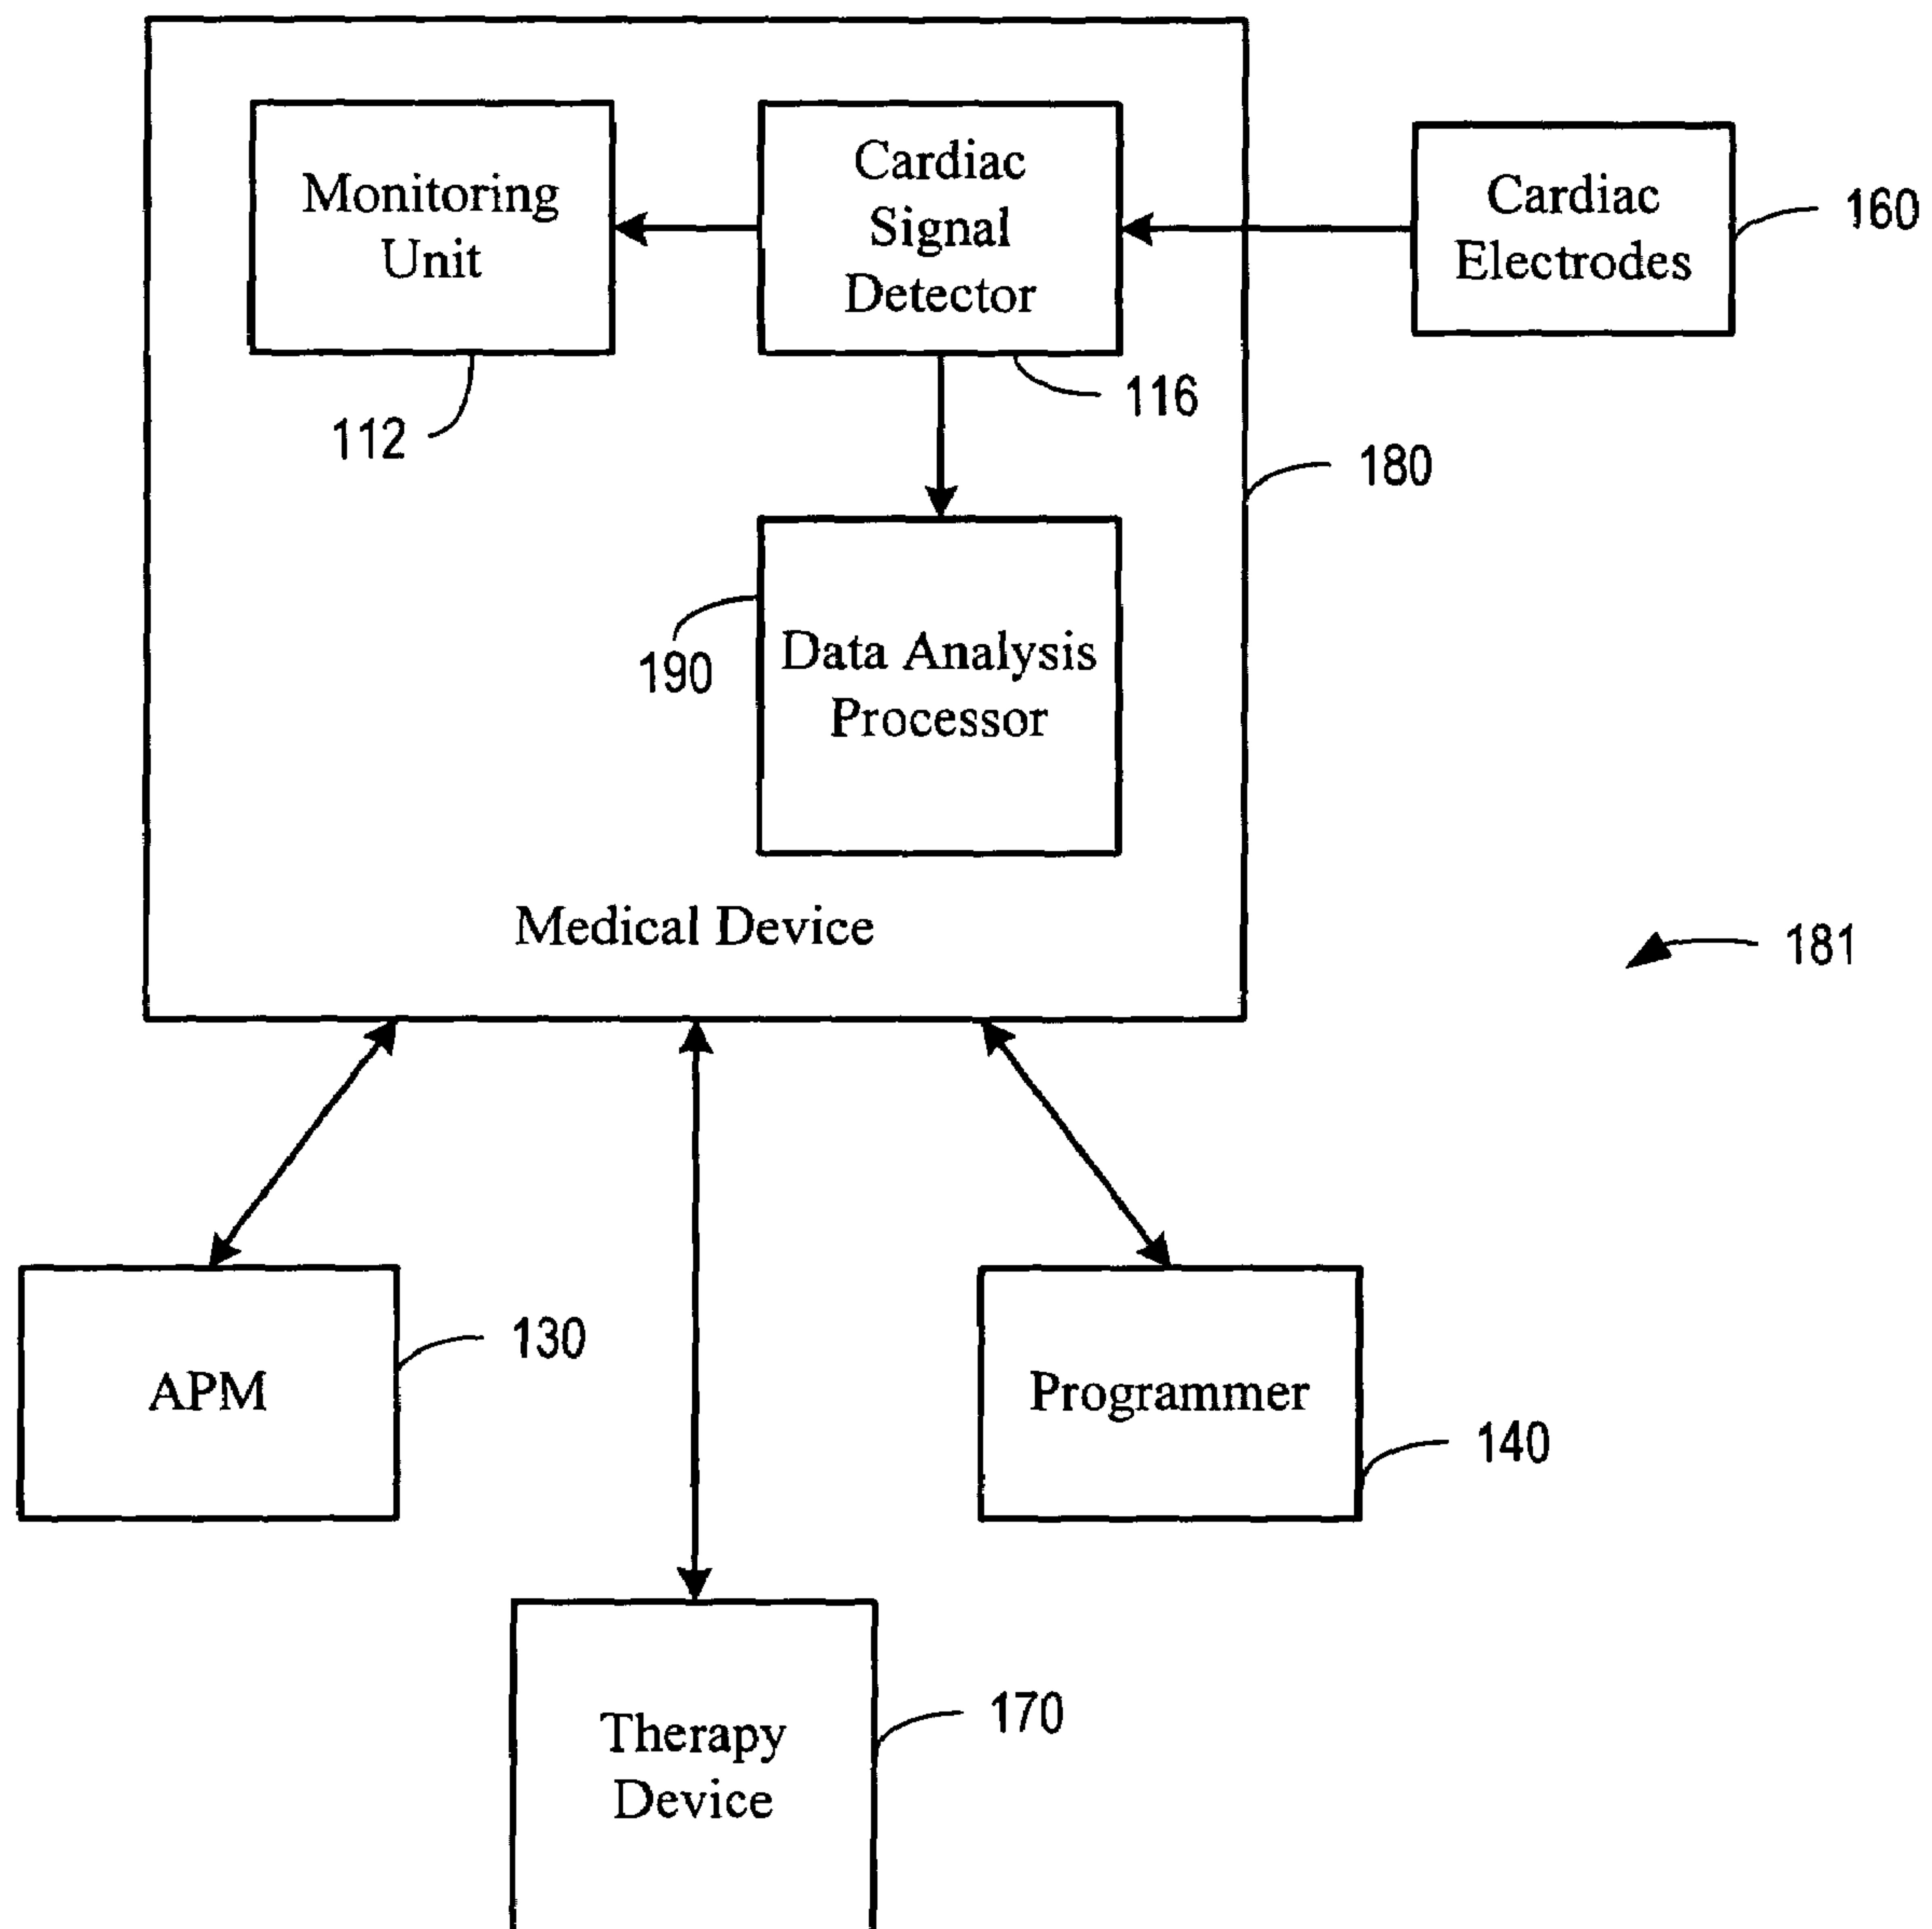 Monitoring
Unit
112
Cardiac
Signal
Detector
116
Cardiac
Electrodes
160
180
190
Data Analysis
Processor
Medical Device
181
APM
130
Programmer
140
Therapy
Device
170